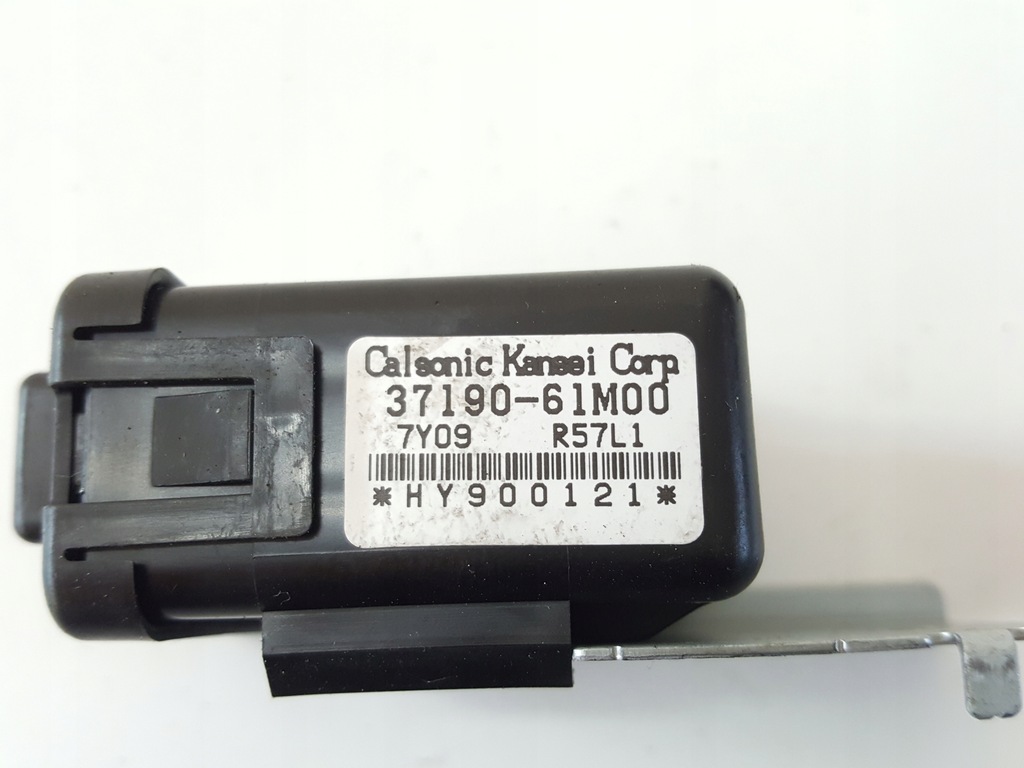 Calsonic Kansei Corp.
37190-61M00
7Y09 R57L1
*HY900121*